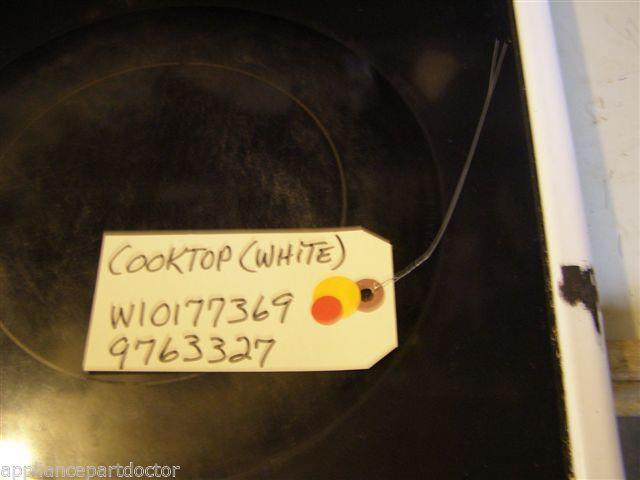 COOKTOP (WHITE)
W10177369
9763327
appliancepartdoctor